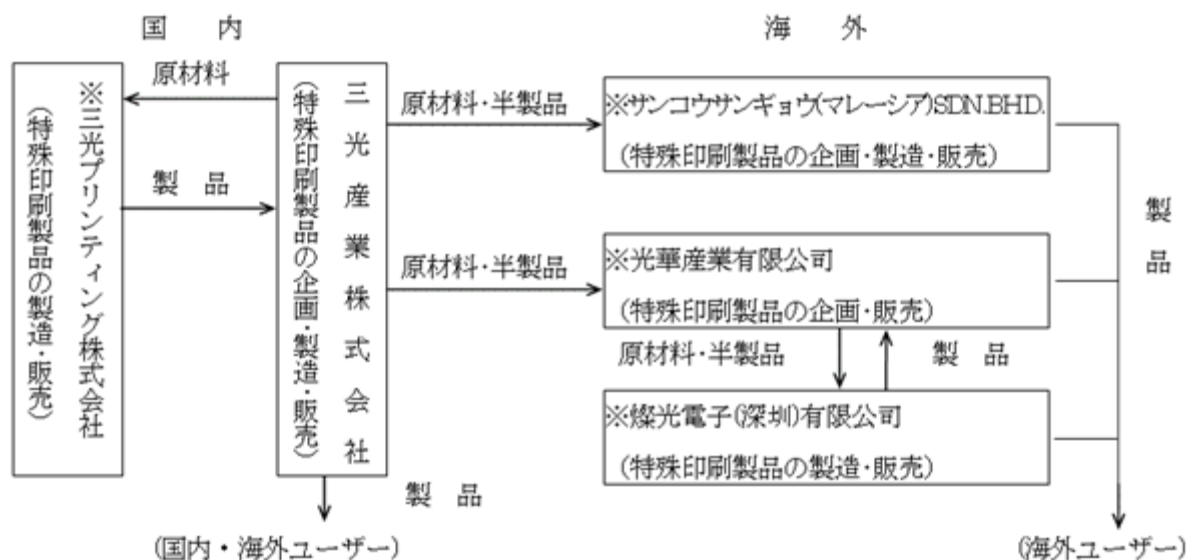 国 内
海 外
※三光プリンティング株式会社
(特殊印刷製品の製造・販売)
原材料
製 品
三光産業株式会社
(特殊印刷製品の企画・製造・販売)
原材料・半製品
※サンコウサンギョウ(マレーシア)SDN.BHD.
(特殊印刷製品の企画・製造・販売)
原材料・半製品
※光華産業有限公司
(特殊印刷製品の企画・販売)
原材料・半製品
製 品
※燦光電子(深圳)有限公司
(特殊印刷製品の製造・販売)
製品
製 品
(国内・海外ユーザー)
(海外ユーザー)